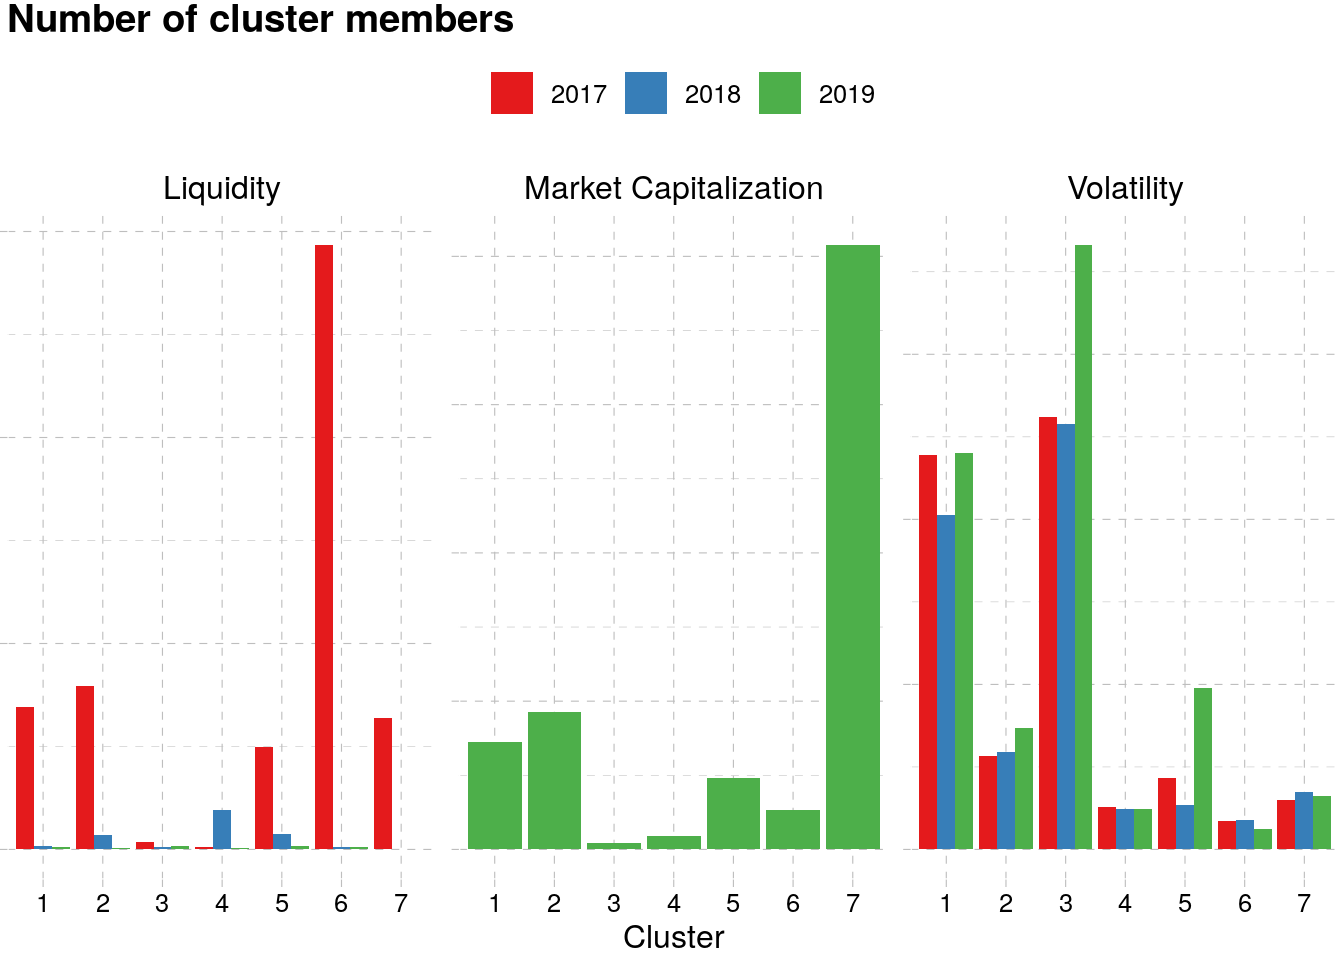 Number of cluster members
2017 2018 2019
Liquidity Market Capitalization Volatility
1 2 3 4 5 6 7 1 2 3 4 5 6 7 1 2 3 4 5 6 7
Cluster